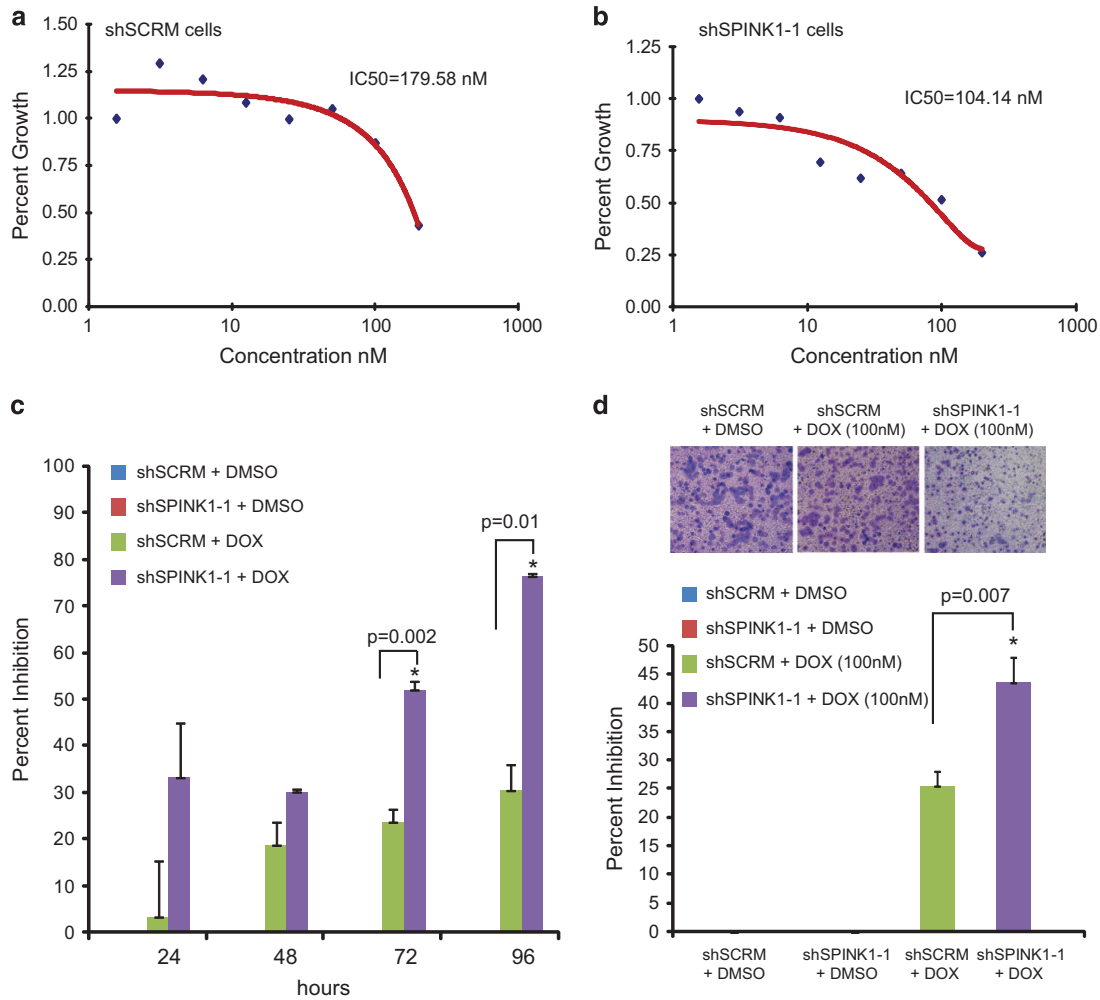 a
shSCRM cells
IC50=179.58 nM
Percent Growth
1.50
1.25
1.00
0.75
0.50
0.25
0.00
1
10
100
1000
Concentration nM
b
shSPINK1-1 cells
IC50=104.14 nM
Percent Growth
1.25
1.00
0.75
0.50
0.25
0.00
1
10
100
1000
Concentration nM
c
shSCRM + DMSO
shSPINK1-1 + DMSO
shSCRM + DOX
shSPINK1-1 + DOX
Percent Inhibition
100
90
80
70
60
50
40
30
20
10
0
p=0.002
*
p=0.01
*
24
48
72
96
hours
d
shSCRM
+ DMSO
shSCRM
+ DOX (100nM)
shSPINK1-1
+ DOX (100nM)
shSCRM + DMSO
shSPINK1-1 + DMSO
shSCRM + DOX (100nM)
shSPINK1-1 + DOX (100nM)
p=0.007
*
Percent Inhibition
50
45
40
35
30
25
20
15
10
5
0
shSCRM
+ DMSO
shSPINK1-1
+ DMSO
shSCRM
+ DOX
shSPINK1-1
+ DOX